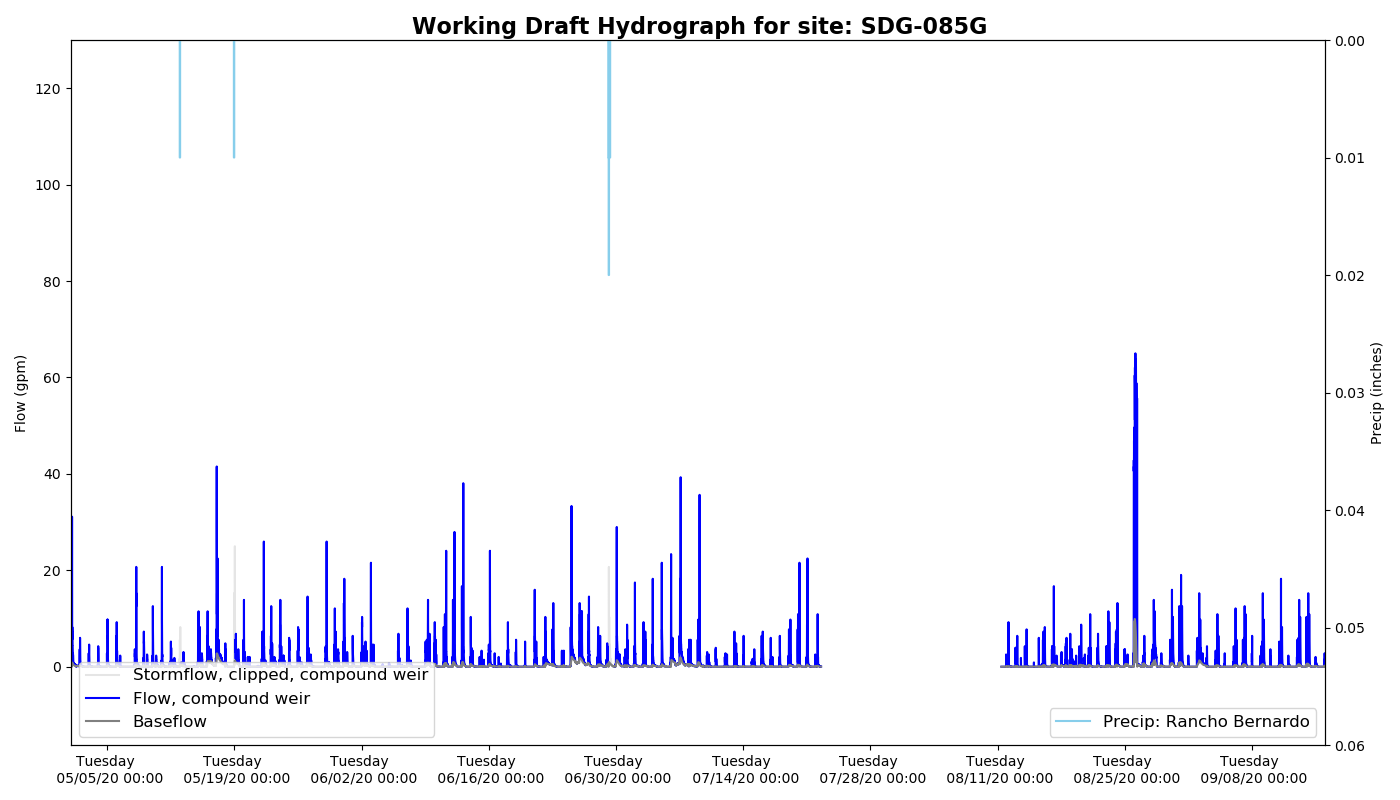 Working Draft Hydrograph for site: SDG-085G
120
100
80
60
40
20
0
Flow (gpm)
0.00
0.01
0.02
0.03
0.04
0.05
0.06
Precip (inches)
Stormflow, clipped, compound weir
Flow, compound weir
Baseflow
Precip: Rancho Bernardo
Tuesday
05/05/20 00:00
Tuesday
05/19/20 00:00
Tuesday
06/02/20 00:00
Tuesday
06/16/20 00:00
Tuesday
06/30/20 00:00
Tuesday
07/14/20 00:00
Tuesday
07/28/20 00:00
Tuesday
08/11/20 00:00
Tuesday
08/25/20 00:00
Tuesday
09/08/20 00:00